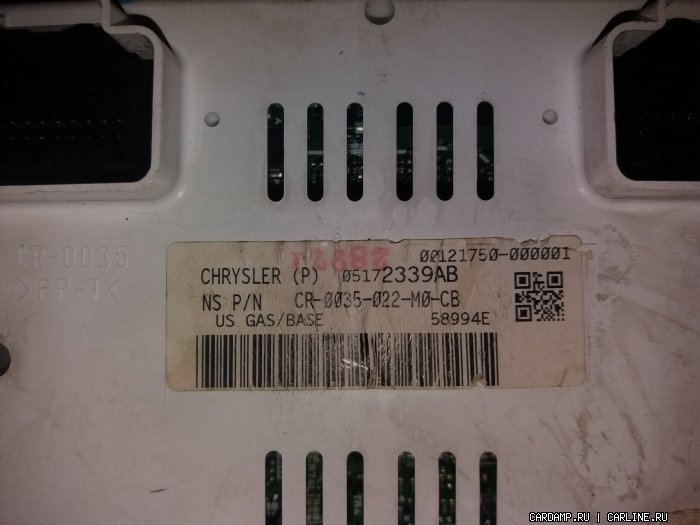 CR-0035
>PP-T<
00121750-00000I
CHRYSLER (P) 05172339AB
NS P/N CR-0035-022-M0-CB
US GAS/BASE 58994E
CARDAMP.RU | CARLINE.RU